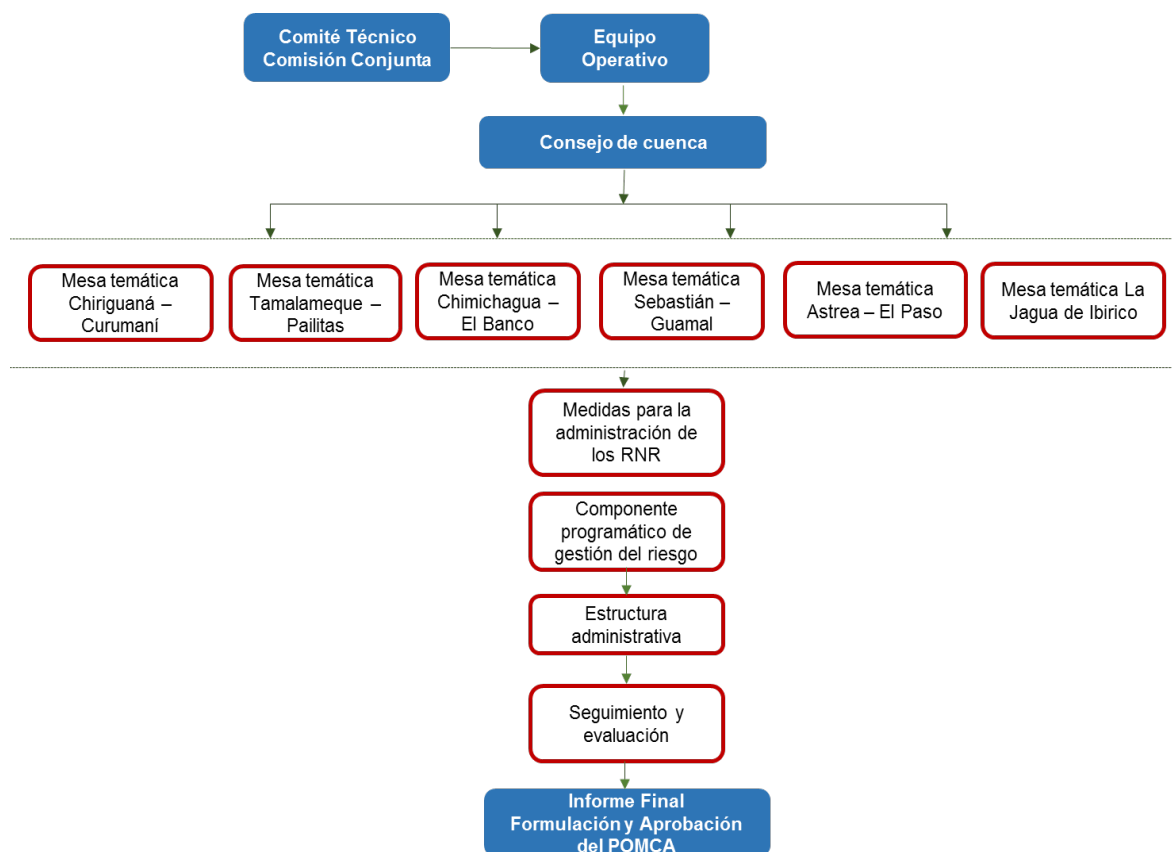 Comité Técnico
Comisión Conjunta
Equipo
Operativo
Consejo de cuenca
Mesa temática
Chiriguaná –
Curumaní
Mesa temática
Tamalameque –
Pailitas
Mesa temática
Chimichagua –
El Banco
Mesa temática
Sebastián –
Guamal
Mesa temática
Astrea – El Paso
Mesa temática La
Jagua de Ibirico
Medidas para la
administración de
los RNR
Componente
programático de
gestión del riesgo
Estructura
administrativa
Seguimiento y
evaluación
Informe Final
Formulación y Aprobación
del POMCA